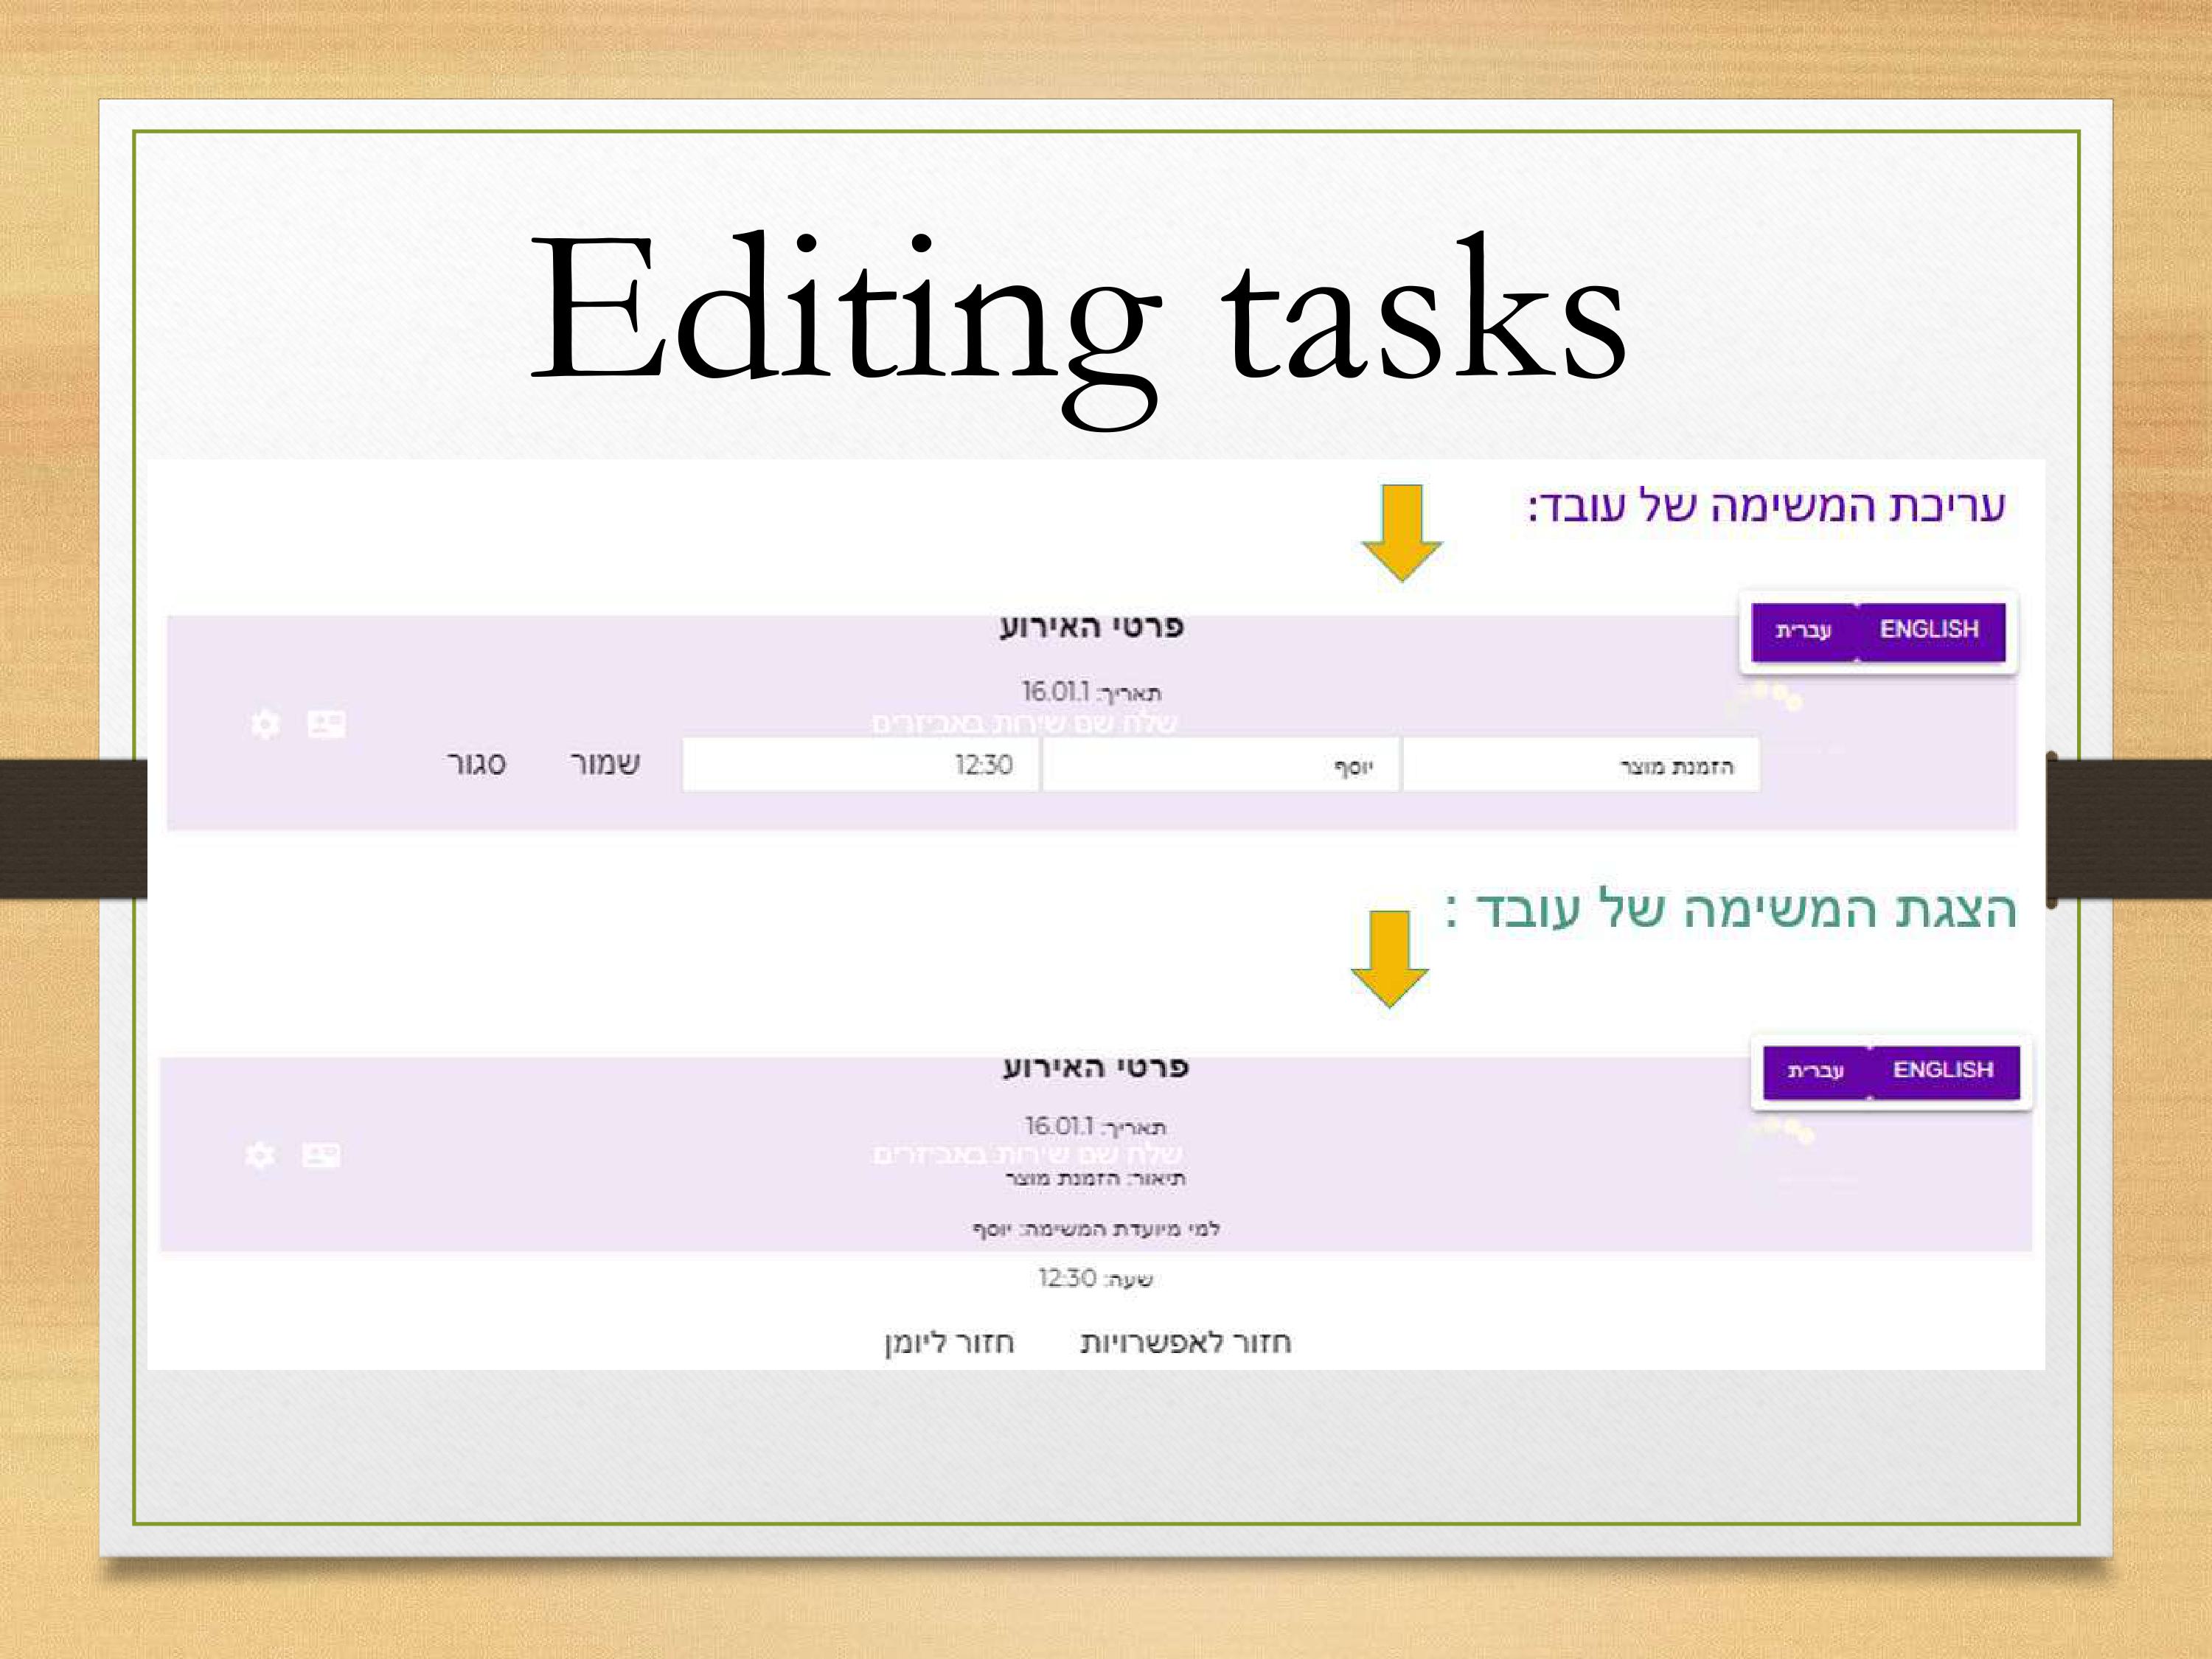 Editing tasks
עריכת המשימה של עובד:
ENGLISH עברית
פרטי האירוע
תאריך: 16.01.1
שלח שם שירות באביזרים
הזמנת מוצר יוסף 12:30 שמור סגור
הצגת המשימה של עובד :
ENGLISH עברית
פרטי האירוע
תאריך: 16.01.1
שלח שם שירות באביזרים
תיאור: הזמנת מוצר
למי מיועדת המשימה: יוסף
שעה: 12:30
חזור לאפשרויות חזור ליומן